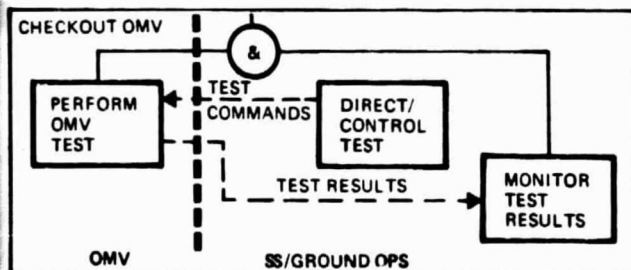 CHECKOUT OMV
&
PERFORM
OMV
TEST
TEST
COMMANDS
DIRECT/
CONTROL
TEST
TEST RESULTS
MONITOR
TEST
RESULTS
OMV
SS/GROUND OPS